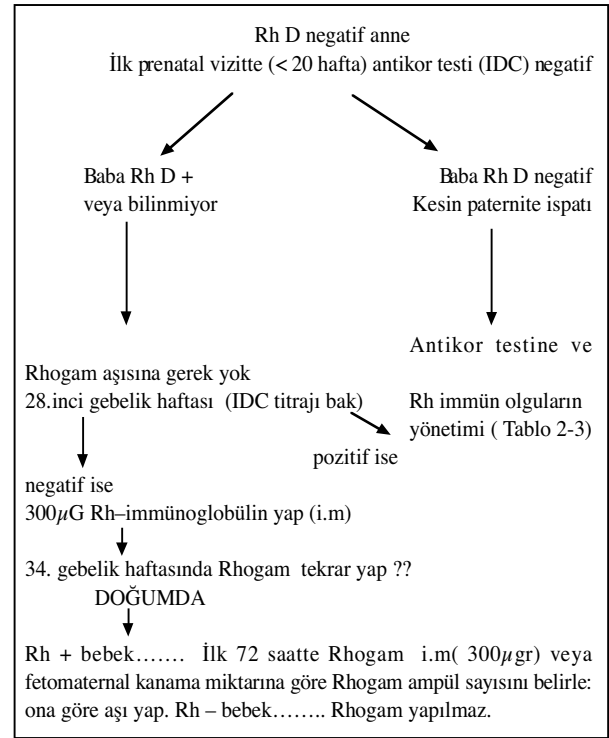 Rh D negatif anne
İlk prenatal vizitte (< 20 hafta) antikor testi (IDC) negatif
Baba Rh D +
veya bilinmiyor
Baba Rh D negatif
Kesin paternite ispatı
Antikor testine ve
Rhogam aşısına gerek yok
28.inci gebelik haftası (IDC titrajı bak)
Rh immün olguların
yönetimi ( Tablo 2-3)
pozitif ise
negatif ise
300µG Rh–immünoglobülin yap (i.m)
34. gebelik haftasında Rhogam tekrar yap ??
DOĞUMDA
Rh + bebek……. İlk 72 saatte Rhogam i.m( 300µgr) veya
fetomaternal kanama miktarına göre Rhogam ampül sayısını belirle:
ona göre aşı yap. Rh – bebek…….. Rhogam yapılmaz.